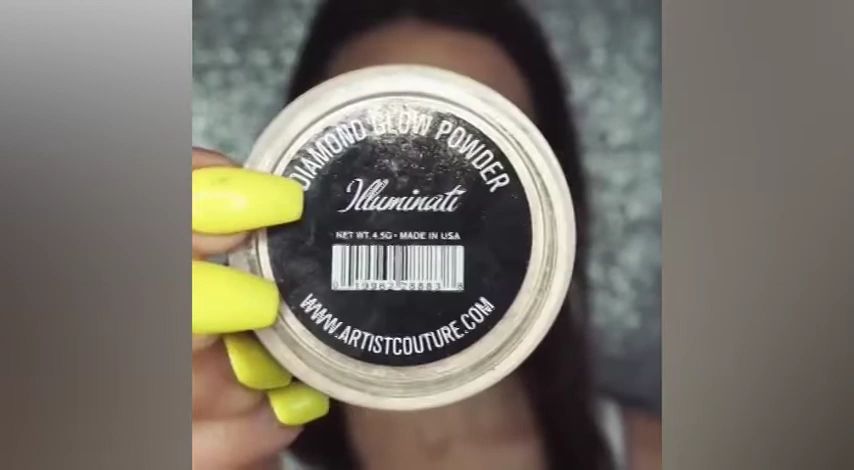 DIAMOND GLOW POWDER
Illuminati
NET WT. 4.5G • MADE IN USA
WWW.ARTISTCOUTURE.COM